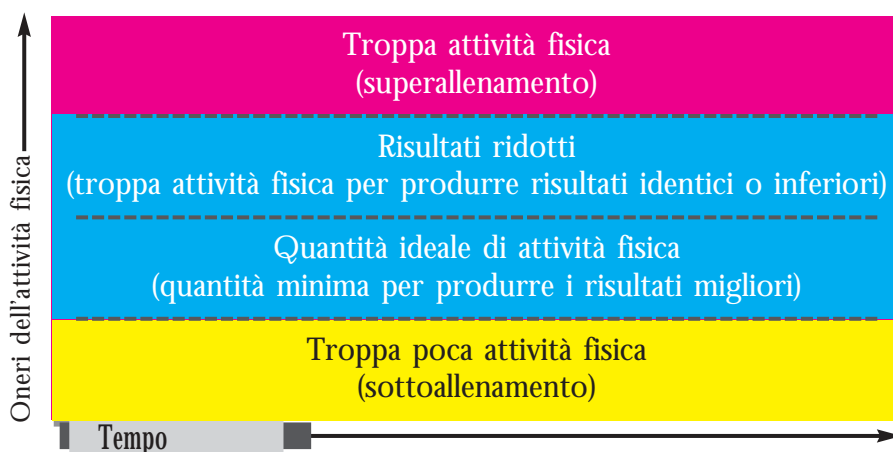 Troppa attività fisica
(superallenamento)
Risultati ridotti
(troppa attività fisica per produrre risultati identici o inferiori)
Quantità ideale di attività fisica
(quantità minima per produrre i risultati migliori)
Troppa poca attività fisica
(sottoallenamento)
Oneri dell'attività fisica
Tempo